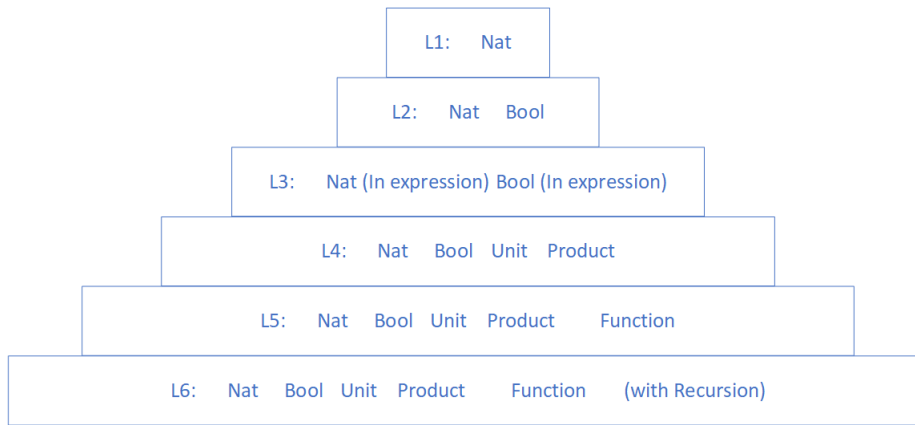 L1: Nat
L2: Nat Bool
L3: Nat (In expression) Bool (In expression)
L4: Nat Bool Unit Product
L5: Nat Bool Unit Product Function
L6: Nat Bool Unit Product Function (with Recursion)